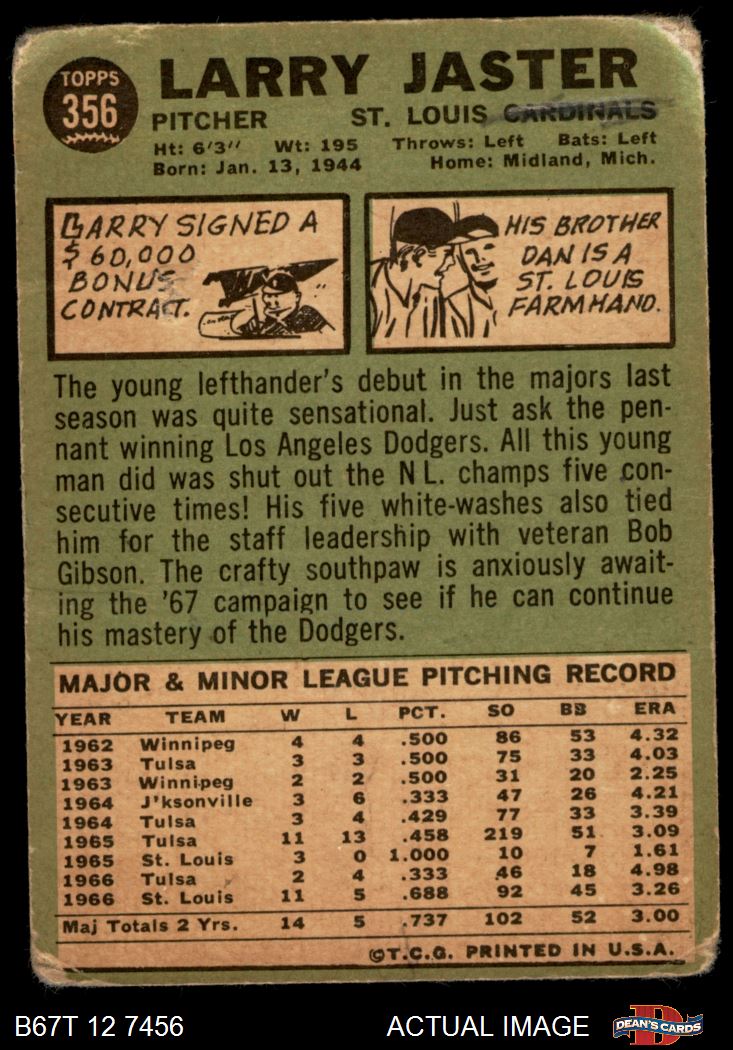 TOPPS
356
LARRY JASTER
PITCHER ST. LOUIS CARDINALS
Ht: 6'3" Wt: 195 Throws: Left Bats: Left
Born: Jan. 13, 1944 Home: Midland, Mich.
LARRY SIGNED A
$60,000
BONUS
CONTRACT.
HIS BROTHER
DAN IS A
ST. LOUIS
FARMHAND.
The young lefthander's debut in the majors last
season was quite sensational. Just ask the pen-
nant winning Los Angeles Dodgers. All this young
man did was shut out the N L. champs five con-
secutive times! His five white-washes also tied
him for the staff leadership with veteran Bob
Gibson. The crafty southpaw is anxiously await-
ing the '67 campaign to see if he can continue
his mastery of the Dodgers.
MAJOR & MINOR LEAGUE PITCHING RECORD
YEAR TEAM W L PCT. SO BB ERA
1962 Winnipeg 4 4 .500 86 53 4.32
1963 Tulsa 3 3 .500 75 33 4.03
1963 Winnipeg 2 2 .500 31 20 2.25
1964 J'ksonville 3 6 .333 47 26 4.21
1964 Tulsa 3 4 .429 77 33 3.39
1965 Tulsa 11 13 .458 219 51 3.09
1965 St. Louis 3 0 1.000 10 7 1.61
1966 Tulsa 2 4 .333 46 18 4.98
1966 St. Louis 11 5 .688 92 45 3.26
Maj Totals 2 Yrs. 14 5 .737 102 52 3.00
©T.C.G. PRINTED IN U.S.A.
B67T 12 7456 ACTUAL IMAGE DEAN'S CARDS